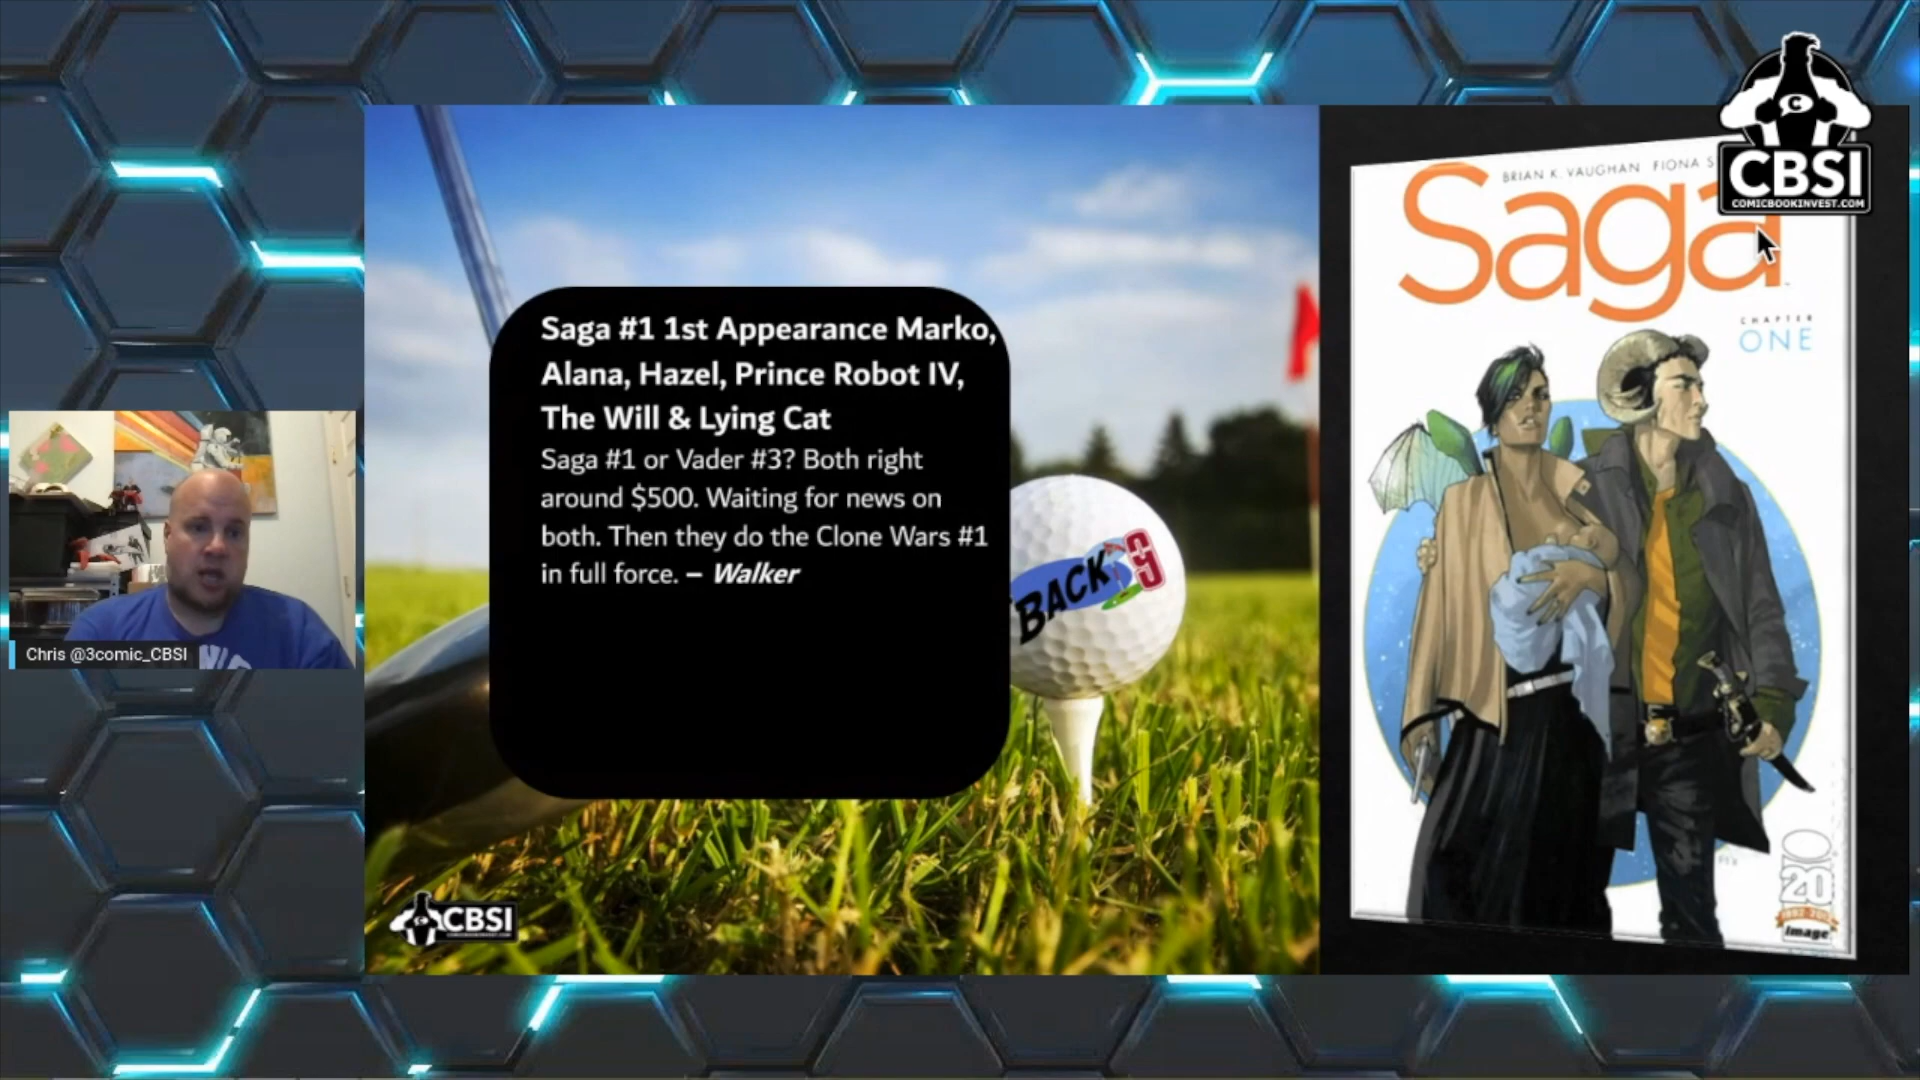 CBSI
COMICBOOKINVEST.COM
BRIAN K. VAUGHAN FIONA S
Saga
CHAPTER
ONE
Saga #1 1st Appearance Marko,
Alana, Hazel, Prince Robot IV,
The Will & Lying Cat
Saga #1 or Vader #3? Both right
around $500. Waiting for news on
both. Then they do the Clone Wars #1
in full force. – Walker
BACK 9
Chris @3comic_CBSI
CBSI
20
image